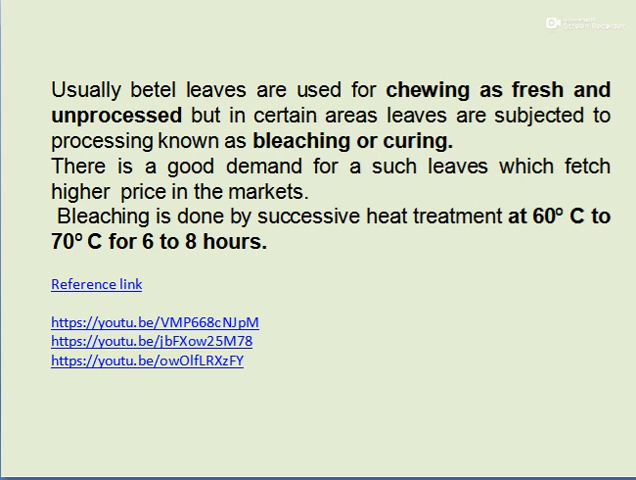 Usually betel leaves are used for chewing as fresh and
unprocessed but in certain areas leaves are subjected to
processing known as bleaching or curing.
There is a good demand for a such leaves which fetch
higher price in the markets.
Bleaching is done by successive heat treatment at 60º C to
70º C for 6 to 8 hours.
Reference link
https://youtu.be/VMP668cNJpM
https://youtu.be/jbFXow25M78
https://youtu.be/owOlfLRXzFY